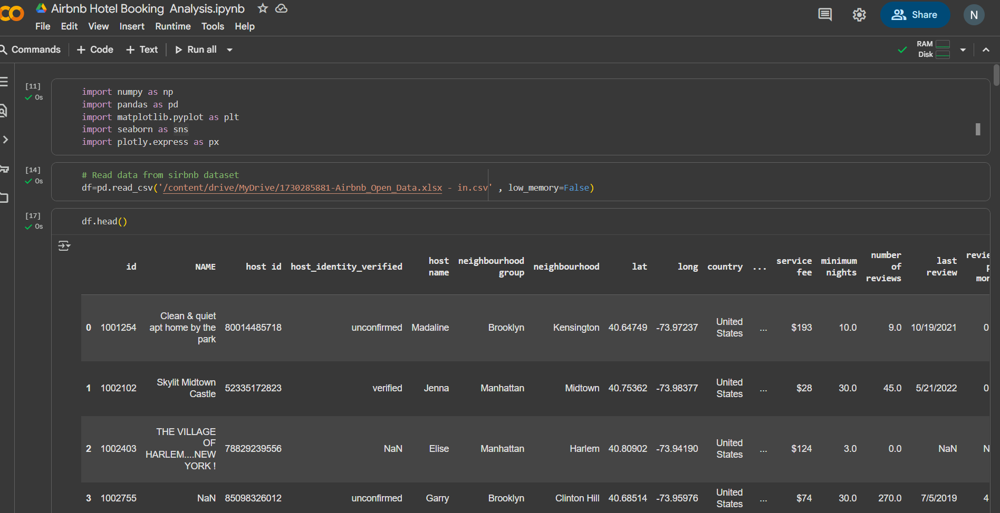 Airbnb Hotel Booking Analysis.ipynb
File Edit View Insert Runtime Tools Help
Share
N
Commands + Code + Text Run all
RAM
Disk
[11]
0s
import numpy as np
import pandas as pd
import matplotlib.pyplot as plt
import seaborn as sns
import plotly.express as px
[14]
0s
# Read data from sirbnb dataset
df=pd.read_csv('/content/drive/MyDrive/1730285881-Airbnb_Open_Data.xlsx - in.csv' , low_memory=False)
[17]
0s
df.head()
id NAME host id host_identity_verified host name neighbourhood group neighbourhood lat long country ... service fee minimum nights number of reviews last review
0 1001254 Clean & quiet apt home by the park 80014485718 unconfirmed Madaline Brooklyn Kensington 40.64749 -73.97237 United States ... $193 10.0 9.0 10/19/2021 0
1 1002102 Skylit Midtown Castle 52335172823 verified Jenna Manhattan Midtown 40.75362 -73.98377 United States ... $28 30.0 45.0 5/21/2022 0
2 1002403 THE VILLAGE OF HARLEM....NEW YORK ! 78829239556 NaN Elise Manhattan Harlem 40.80902 -73.94190 United States ... $124 3.0 0.0 NaN N
3 1002755 NaN 85098326012 unconfirmed Garry Brooklyn Clinton Hill 40.68514 -73.95976 United States ... $74 30.0 270.0 7/5/2019 4